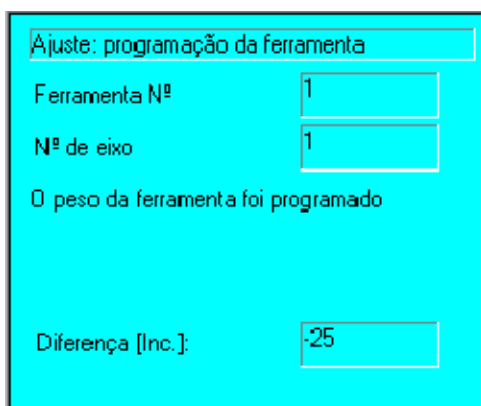 Ajuste: programação da ferramenta
Ferramenta Nº 1
Nº de eixo 1
O peso da ferramenta foi programado
Diferença [Inc.]: -25